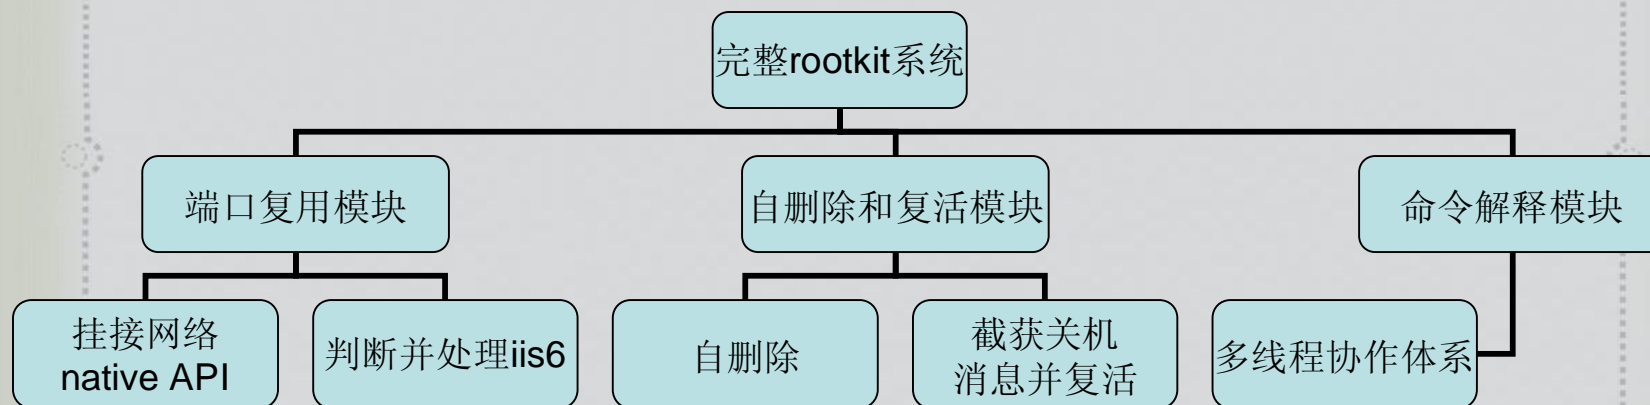 完整rootkit系统
端口复用模块
自删除和复活模块
命令解释模块
挂接网络
native API
判断并处理iis6
自删除
截获关机
消息并复活
多线程协作体系